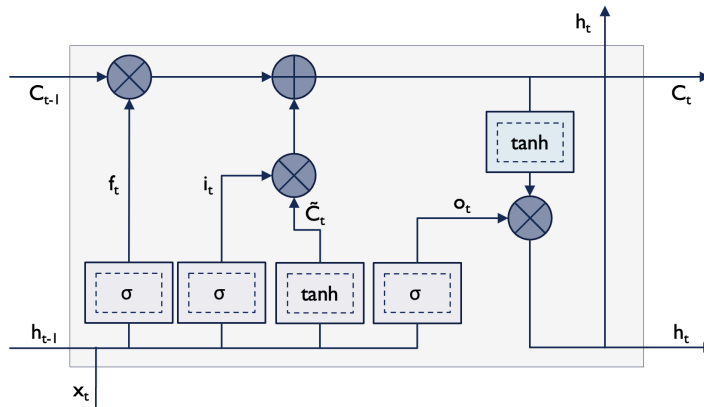 hₜ
Cₜ₋₁
Cₜ
tanh
fₜ
iₜ
C̃ₜ
oₜ
σ
σ
tanh
σ
hₜ₋₁
hₜ
xₜ